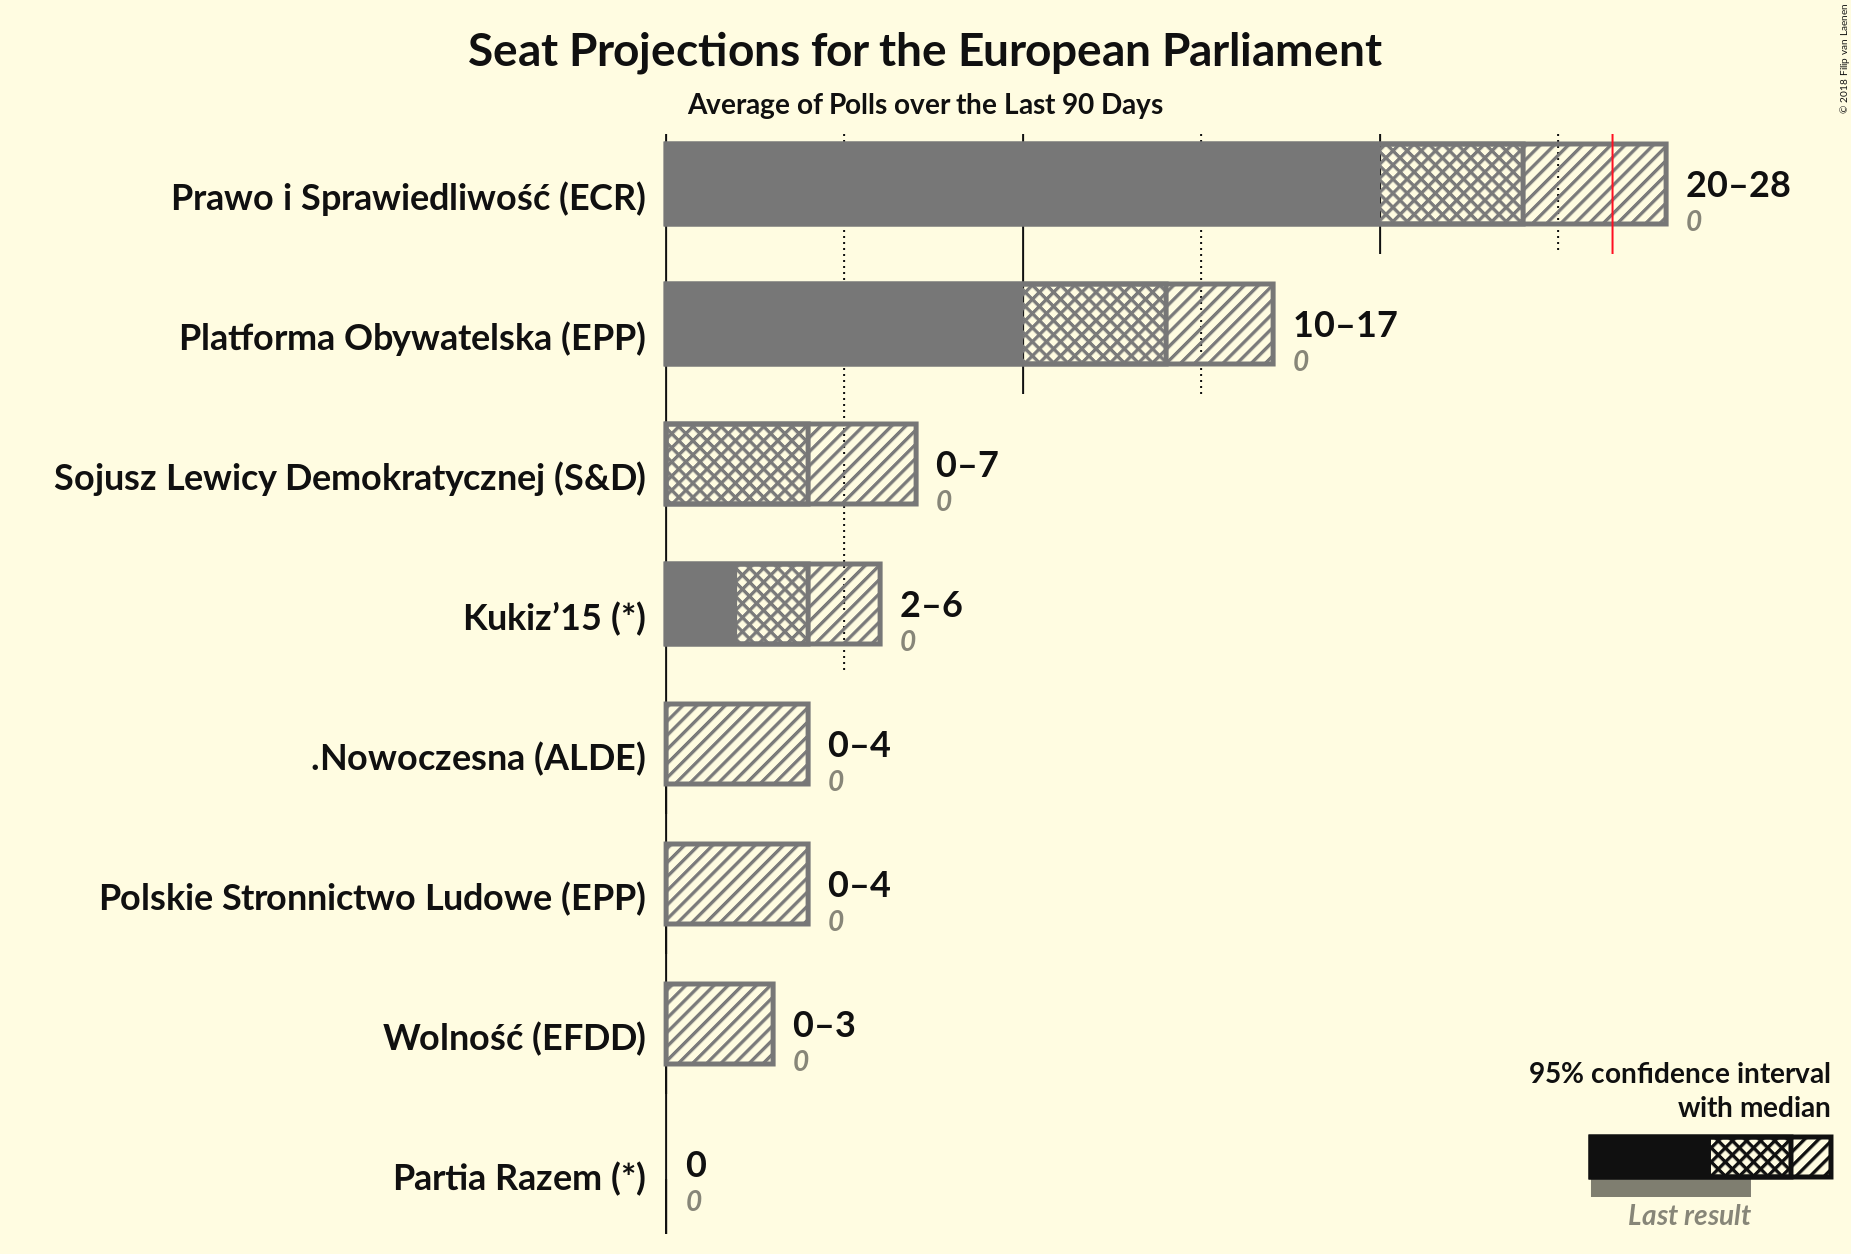 Seat Projections for the European Parliament
Average of Polls over the Last 90 Days
© 2018 Filip van Laenen
Prawo i Sprawiedliwość (ECR)
20–28
0
Platforma Obywatelska (EPP)
10–17
0
Sojusz Lewicy Demokratycznej (S&D)
0–7
0
Kukiz’15 (*)
2–6
0
.Nowoczesna (ALDE)
0–4
0
Polskie Stronnictwo Ludowe (EPP)
0–4
0
Wolność (EFDD)
0–3
0
Partia Razem (*)
0
0
95% confidence interval
with median
Last result